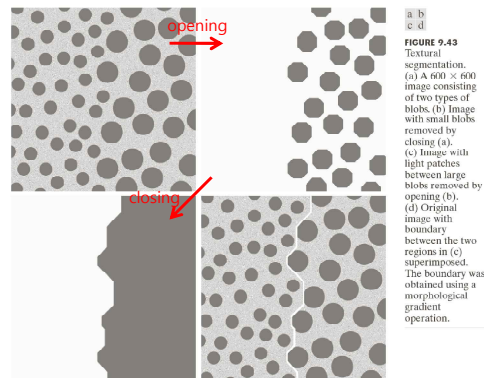 opening
closing
a b
c d
FIGURE 9.43
Textural
segmentation.
(a) A 600 × 600
image consisting
of two types of
blobs. (b) Image
with small blobs
removed by
closing (a).
(c) Image with
light patches
between large
blobs removed by
opening (b).
(d) Original
image with
boundary
between the two
regions in (c)
superimposed.
The boundary was
obtained using a
morphological
gradient
operation.